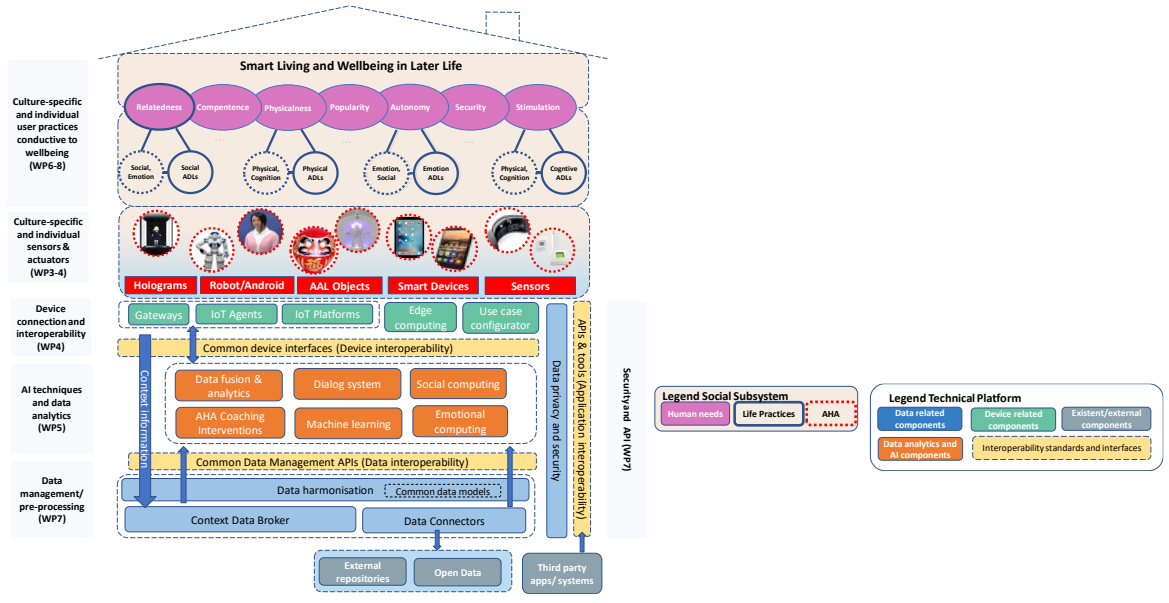 Smart Living and Wellbeing in Later Life
Culture-specific
and individual
user practices
conductive to
wellbeing
(WP6-8)
Relatedness
Compentence
Physicalness
Popularity
Autonomy
Security
Stimulation
...
...
...
Social,
Emotion
Social
ADLs
Physical,
Cognition
Physical
ADLs
Emotion,
Social
Emotion
ADLs
Physical,
Cognition
Cognitive
ADLs
Culture-specific
and individual
sensors &
actuators
(WP3-4)
Holograms
Robot/Android
AAL Objects
Smart Devices
Sensors
Device
connection and
interoperability
(WP4)
Gateways
IoT Agents
IoT Platforms
Edge
computing
Use case
configurator
Common device interfaces (Device interoperability)
Context information
AI techniques
and data
analytics
(WP5)
Data fusion &
analytics
Dialog system
Social computing
AHA Coaching
Interventions
Machine learning
Emotional
computing
Common Data Management APIs (Data interoperability)
Data
management/
pre-processing
(WP7)
Data harmonisation
Common data models
Context Data Broker
Data Connectors
Data privacy and security
APIs & tools (Application interoperability)
Security and API (WP7)
External
repositories
Open Data
Third party
apps/ systems
Legend Social Subsystem
Human needs
Life Practices
AHA
Legend Technical Platform
Data related
components
Device related
components
Existent/external
components
Data analytics and
AI components
Interoperability standards and interfaces